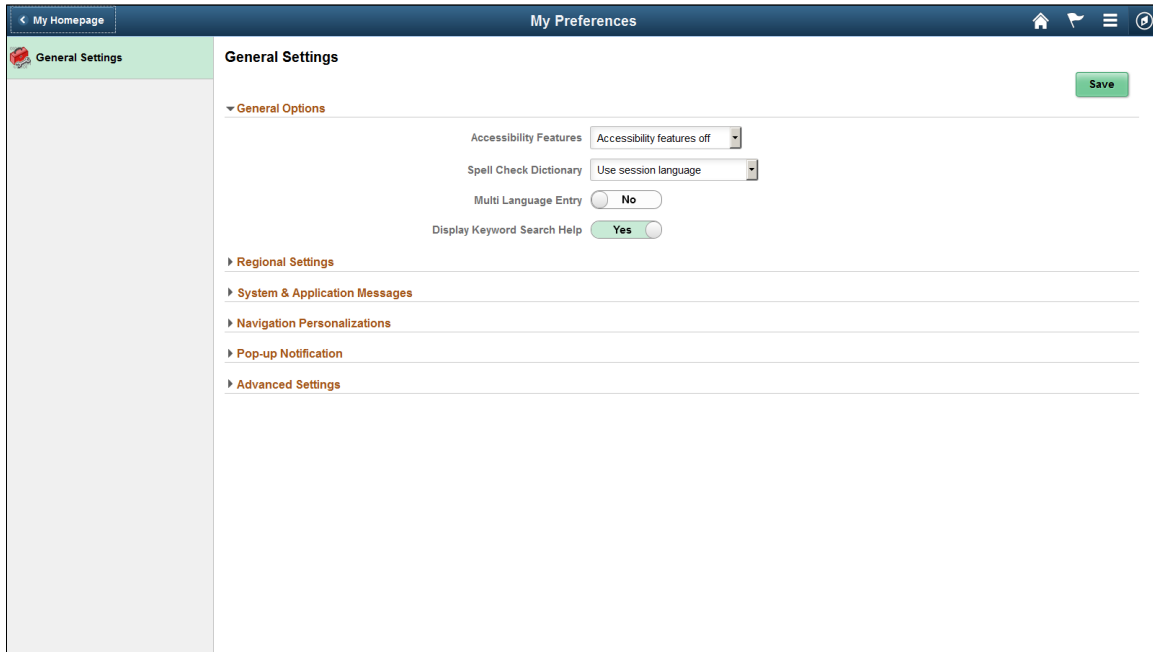 My Homepage
My Preferences
General Settings
General Settings
Save
General Options
Accessibility Features Accessibility features off
Spell Check Dictionary Use session language
Multi Language Entry No
Display Keyword Search Help Yes
Regional Settings
System & Application Messages
Navigation Personalizations
Pop-up Notification
Advanced Settings